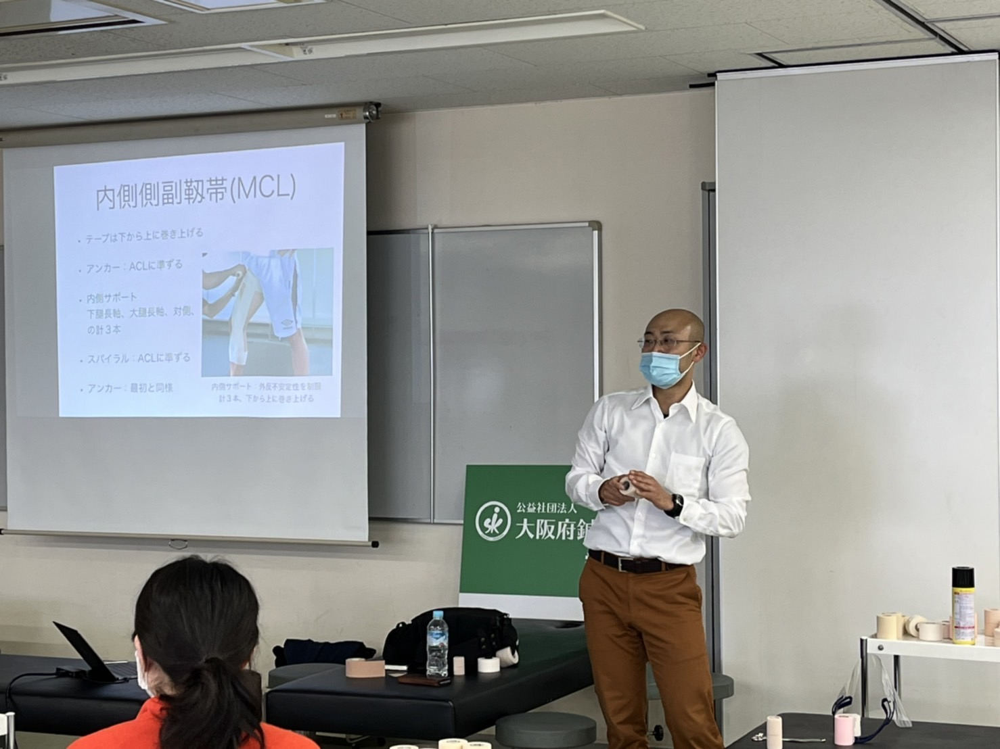 内側側副靱帯(MCL)
• テープは下から上に巻き上げる
• アンカー：ACLに準ずる
• 内側サポート
下腿長軸、大腿長軸、対側、
の計３本
• スパイラル：ACLに準ずる
• アンカー：最初と同様
内側サポート：外反不安定性を制限
計３本、下から上に巻き上げる
公益社団法人
大阪府鍼